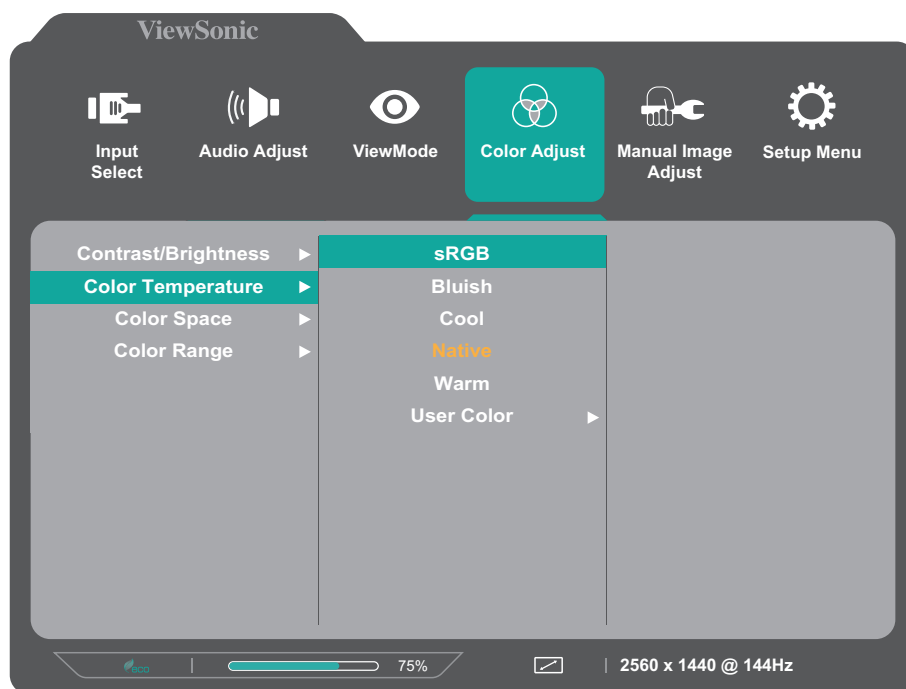 ViewSonic
Input Select
Audio Adjust
ViewMode
Color Adjust
Manual Image Adjust
Setup Menu
Contrast/Brightness
sRGB
Color Temperature
Bluish
Color Space
Cool
Color Range
Native
Warm
User Color
eco
75%
2560 x 1440 @ 144Hz